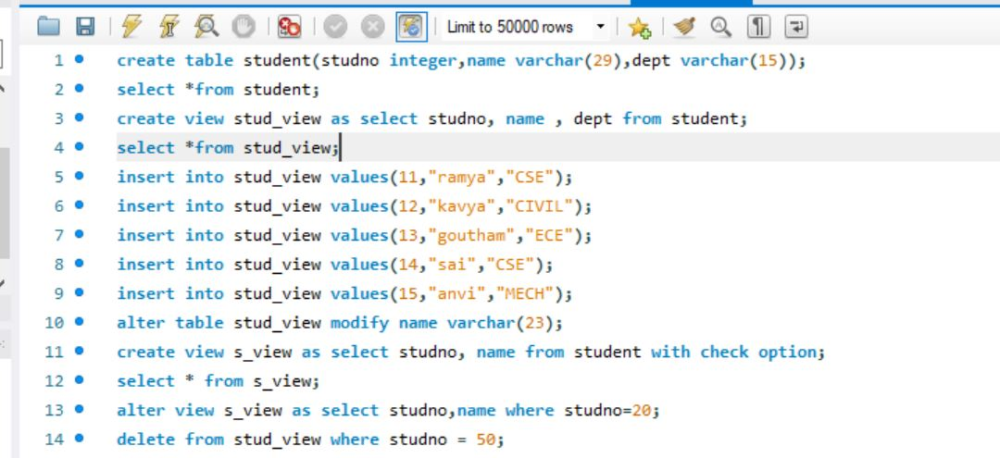 Limit to 50000 rows
1 create table student(studno integer,name varchar(29),dept varchar(15));
2 select *from student;
3 create view stud_view as select studno, name , dept from student;
4 select *from stud_view;
5 insert into stud_view values(11,"ramya","CSE");
6 insert into stud_view values(12,"kavya","CIVIL");
7 insert into stud_view values(13,"goutham","ECE");
8 insert into stud_view values(14,"sai","CSE");
9 insert into stud_view values(15,"anvi","MECH");
10 alter table stud_view modify name varchar(23);
11 create view s_view as select studno, name from student with check option;
12 select * from s_view;
13 alter view s_view as select studno,name where studno=20;
14 delete from stud_view where studno = 50;